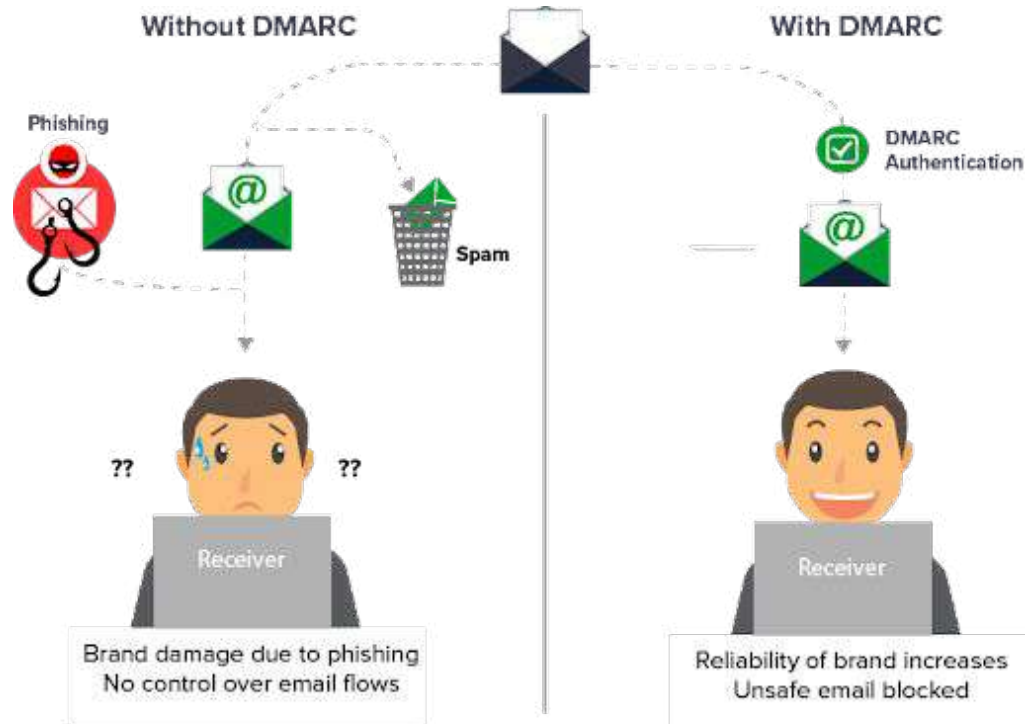 Without DMARC
With DMARC
Phishing
DMARC
Authentication
@
Spam
@
??
??
Receiver
Receiver
Brand damage due to phishing
No control over email flows
Reliability of brand increases
Unsafe email blocked